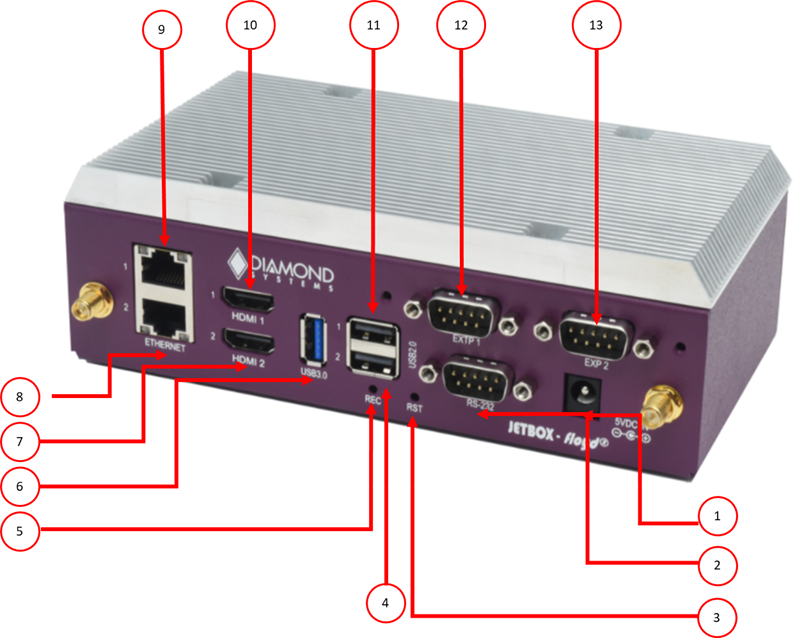 9
10
11
12
13
DIAMOND
SYSTEMS
1
2
ETHERNET
1
HDMI 1
2
HDMI 2
USB3.0
1
2
USB2.0
EXTP 1
EXP 2
REC
RST
RS-232
5VDC
JETBOX - floyd
8
7
6
5
4
1
2
3